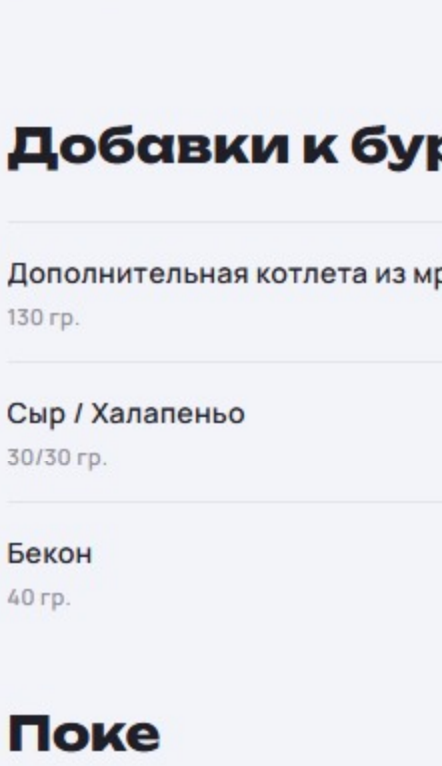 Добавки к бур
Дополнительная котлета из мр
130 гр.
Сыр / Халапеньо
30/30 гр.
Бекон
40 гр.
Поке